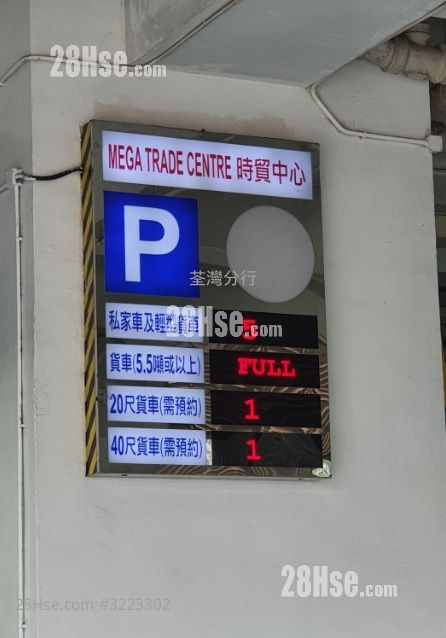 28Hse.com
MEGA TRADE CENTRE 時貿中心
P
荃灣分行
私家車及輕型貨車 5
28Hse.com
貨車(5.5噸或以上) FULL
20尺貨車(需預約) 1
40尺貨車(需預約) 1
28Hse.com
28Hse.com #3223302